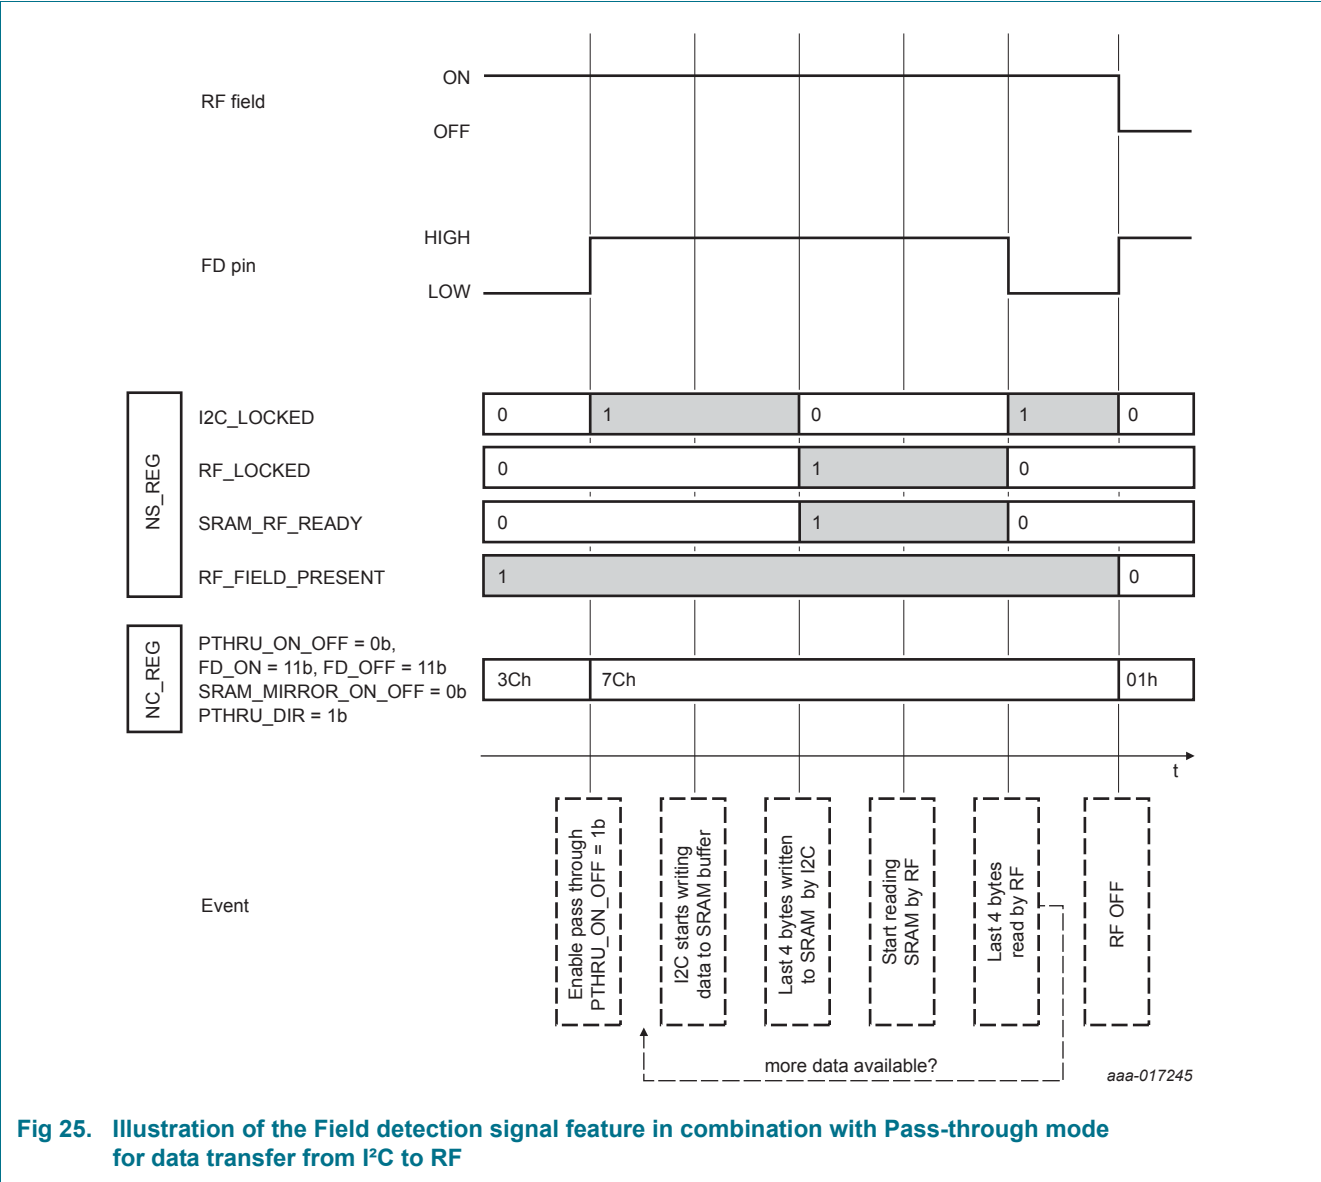 ON
RF field
OFF
HIGH
FD pin
LOW
NS_REG
I2C_LOCKED
0
1
0
1
0
RF_LOCKED
0
1
0
SRAM_RF_READY
0
1
0
RF_FIELD_PRESENT
1
0
NC_REG
PTHRU_ON_OFF = 0b,
FD_ON = 11b, FD_OFF = 11b
SRAM_MIRROR_ON_OFF = 0b
PTHRU_DIR = 1b
3Ch
7Ch
01h
t
Event
Enable pass through
PTHRU_ON_OFF = 1b
I2C starts writing
data to SRAM buffer
Last 4 bytes written
to SRAM by I2C
Start reading
SRAM by RF
Last 4 bytes
read by RF
RF OFF
more data available?
aaa-017245
Fig 25. Illustration of the Field detection signal feature in combination with Pass-through mode
for data transfer from I²C to RF